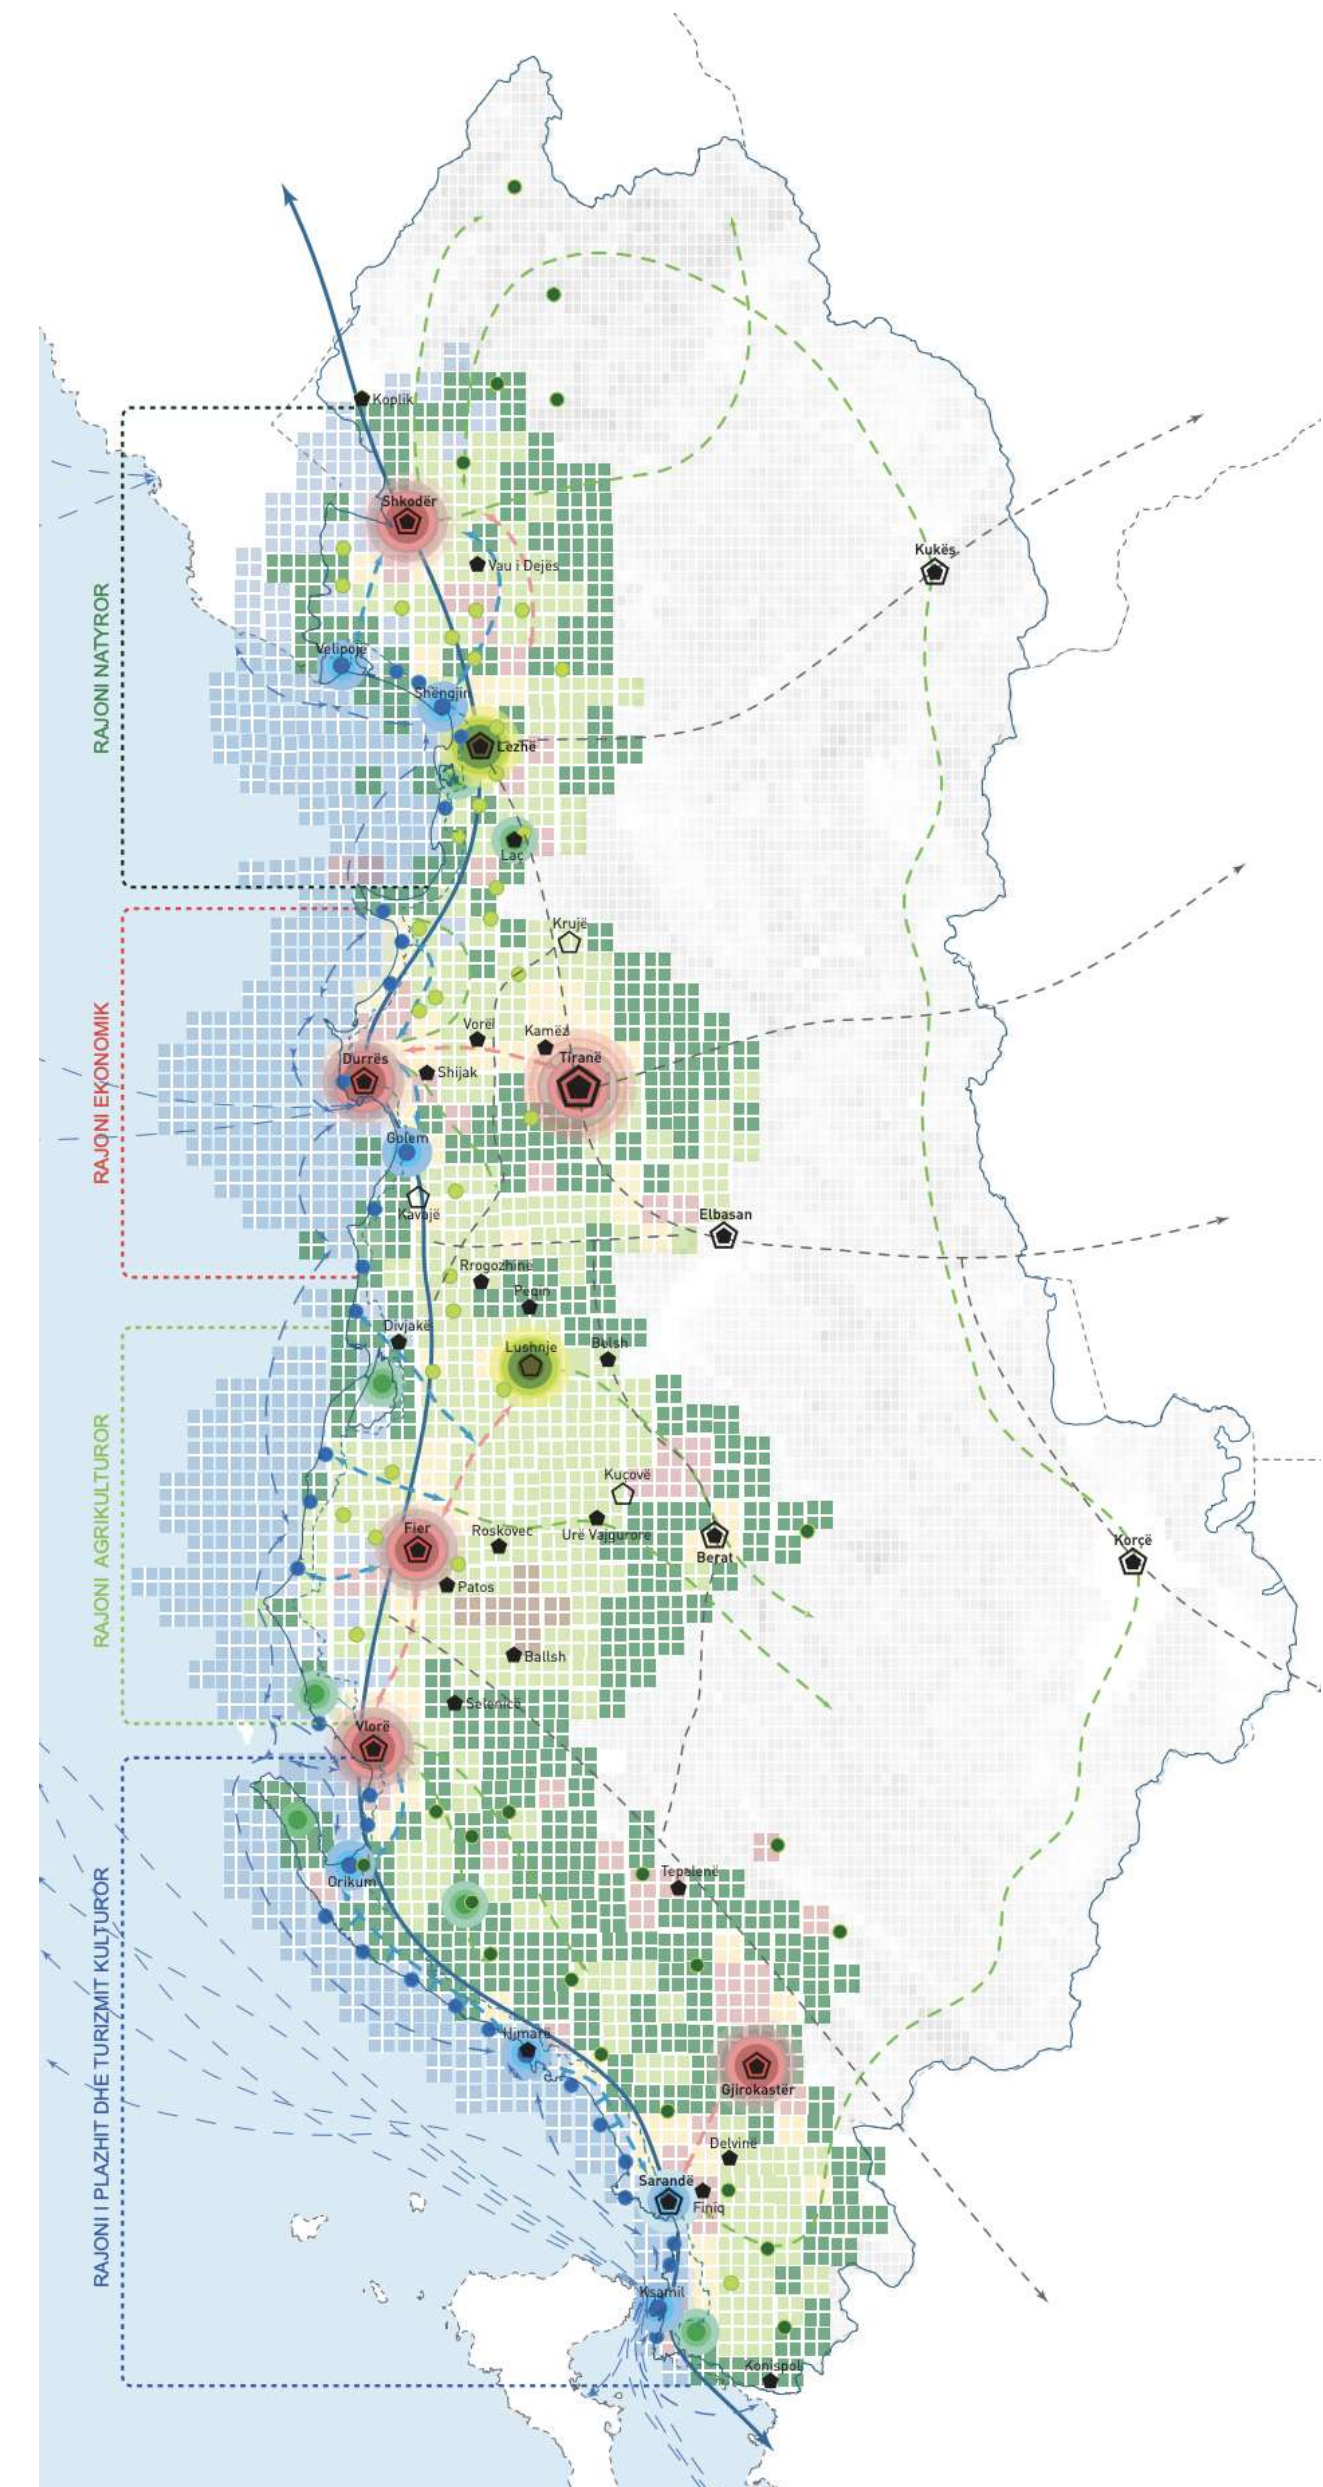 Koplik
Shkodër
Vau i Dejës
Kukës
Velipojë
Shëngjin
Lezhë
RAJONI NATYROR
Laç
Krujë
Vorë
Kamëz
Durrës
Tiranë
Shijak
RAJONI EKONOMIK
Golem
Kavajë
Elbasan
Rrogozhinë
Peqin
Divjakë
Lushnje
Belsh
Kuçovë
RAJONI AGRIKULTUROR
Fier
Roskovec
Urë Vajgurore
Berat
Korçë
Patos
Ballsh
Selenicë
Vlorë
Tepelenë
Orikum
RAJONI I PLAZHIT DHE TURIZMIT KULTUROR
Himarë
Gjirokastër
Delvinë
Sarandë
Finiq
Ksamil
Konispol